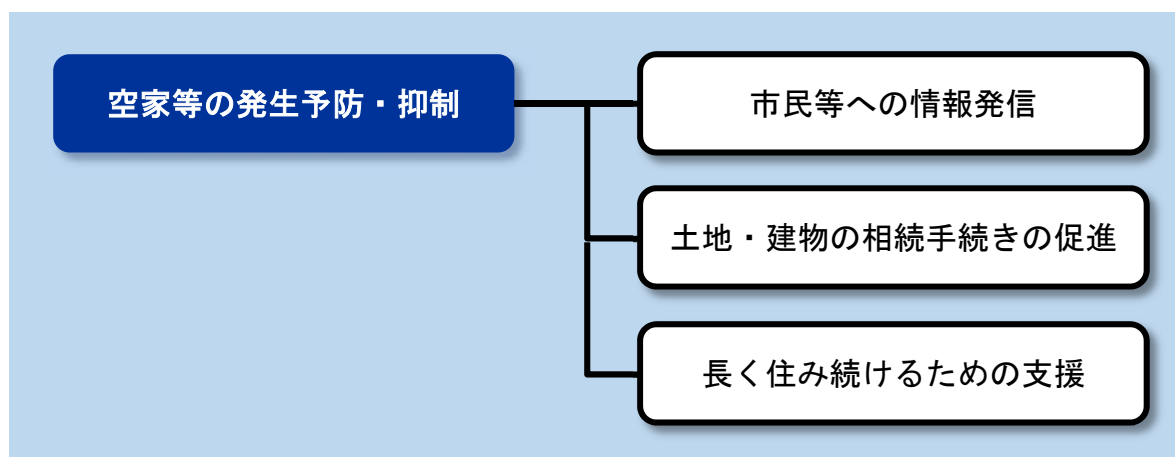 空家等の発生予防・抑制
市民等への情報発信
土地・建物の相続手続きの促進
長く住み続けるための支援